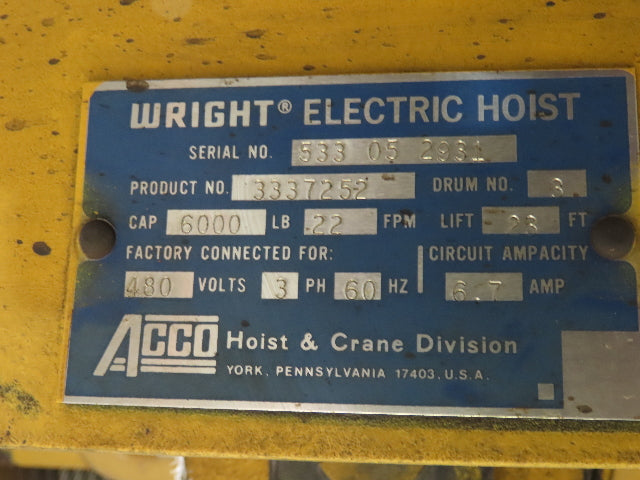 WRIGHT® ELECTRIC HOIST
SERIAL NO. 533 05 2931
PRODUCT NO. 3337252 DRUM NO. 3
CAP 6000 LB 22 FPM LIFT 23 FT
FACTORY CONNECTED FOR: CIRCUIT AMPACITY
480 VOLTS 3 PH 60 HZ 6.7 AMP
ACCO Hoist & Crane Division
YORK, PENNSYLVANIA 17403. U.S.A.